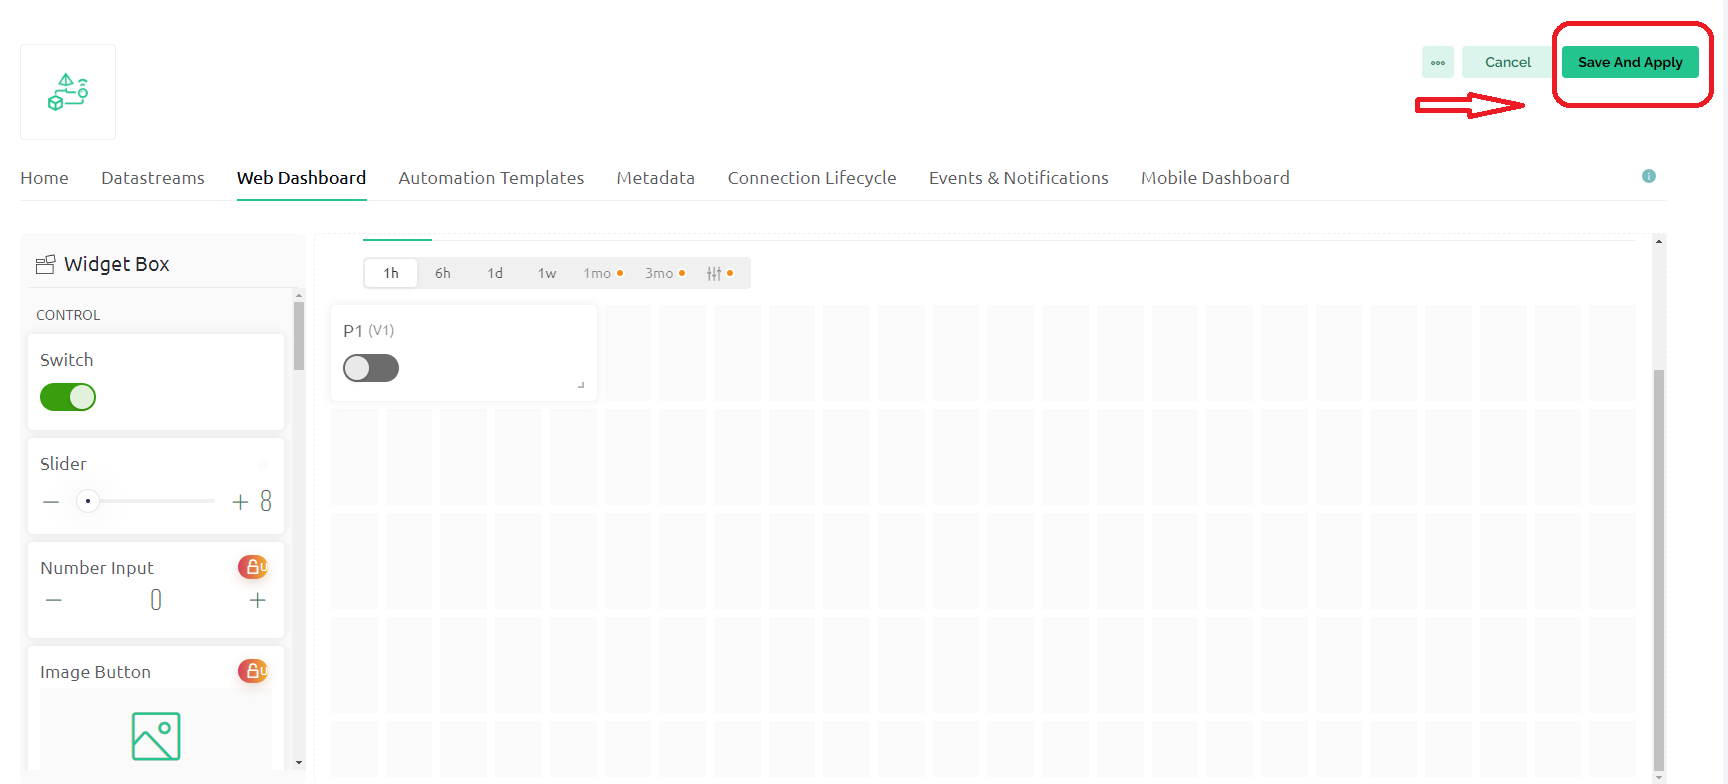 Cancel
Save And Apply
Home Datastreams Web Dashboard Automation Templates Metadata Connection Lifecycle Events & Notifications Mobile Dashboard
Widget Box
CONTROL
Switch
Slider
8
Number Input
U
0
Image Button
U
1h 6h 1d 1w 1mo 3mo
P1 (V1)